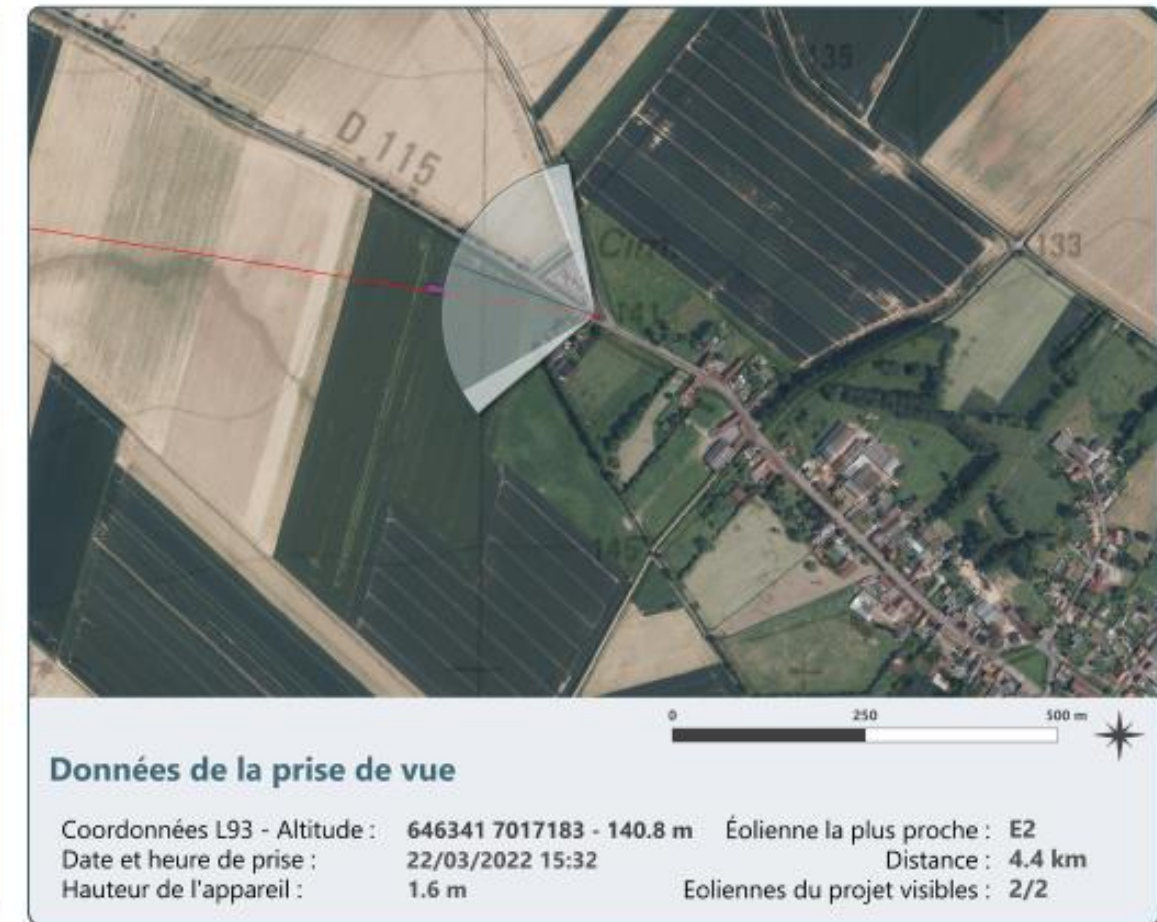 135
D 115
Cim.
133
141
145
0 250 500 m
Données de la prise de vue
Coordonnées L93 - Altitude : 646341 7017183 - 140.8 m Éolienne la plus proche : E2
Date et heure de prise : 22/03/2022 15:32 Distance : 4.4 km
Hauteur de l'appareil : 1.6 m Eoliennes du projet visibles : 2/2